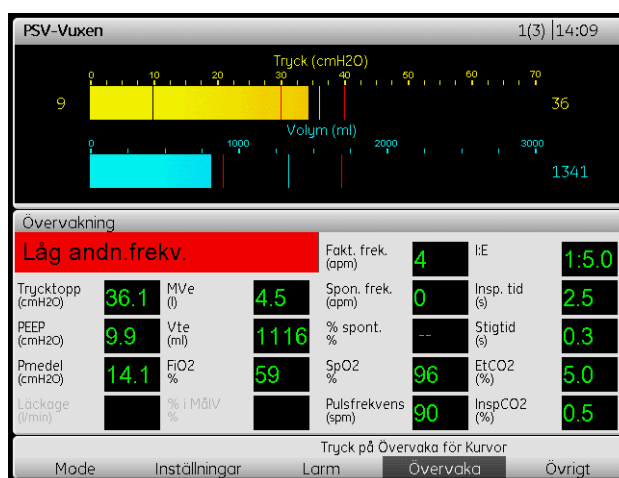 PSV-Vuxen 1(3) 14:09
Tryck (cmH2O)
0 10 20 30 40 50 60 70
9 36
Volym (ml)
0 1000 2000 3000
1341
Övervakning
Låg andn.frekv.
Fakt. frek. (apm) 4 I:E 1:5.0
Trycktopp (cmH2O) 36.1 MVe (l) 4.5 Spon. frek. (apm) 0 Insp. tid (s) 2.5
PEEP (cmH2O) 9.9 Vte (ml) 1116 % spont. % -- Stigtid (s) 0.3
Pmedel (cmH2O) 14.1 FiO2 % 59 SpO2 % 96 EtCO2 (%) 5.0
Läckage (l/min) % i MålV % Pulsfrekvens (spm) 90 InspCO2 (%) 0.5
Tryck på Övervaka för Kurvor
Mode Inställningar Larm Övervaka Övrigt